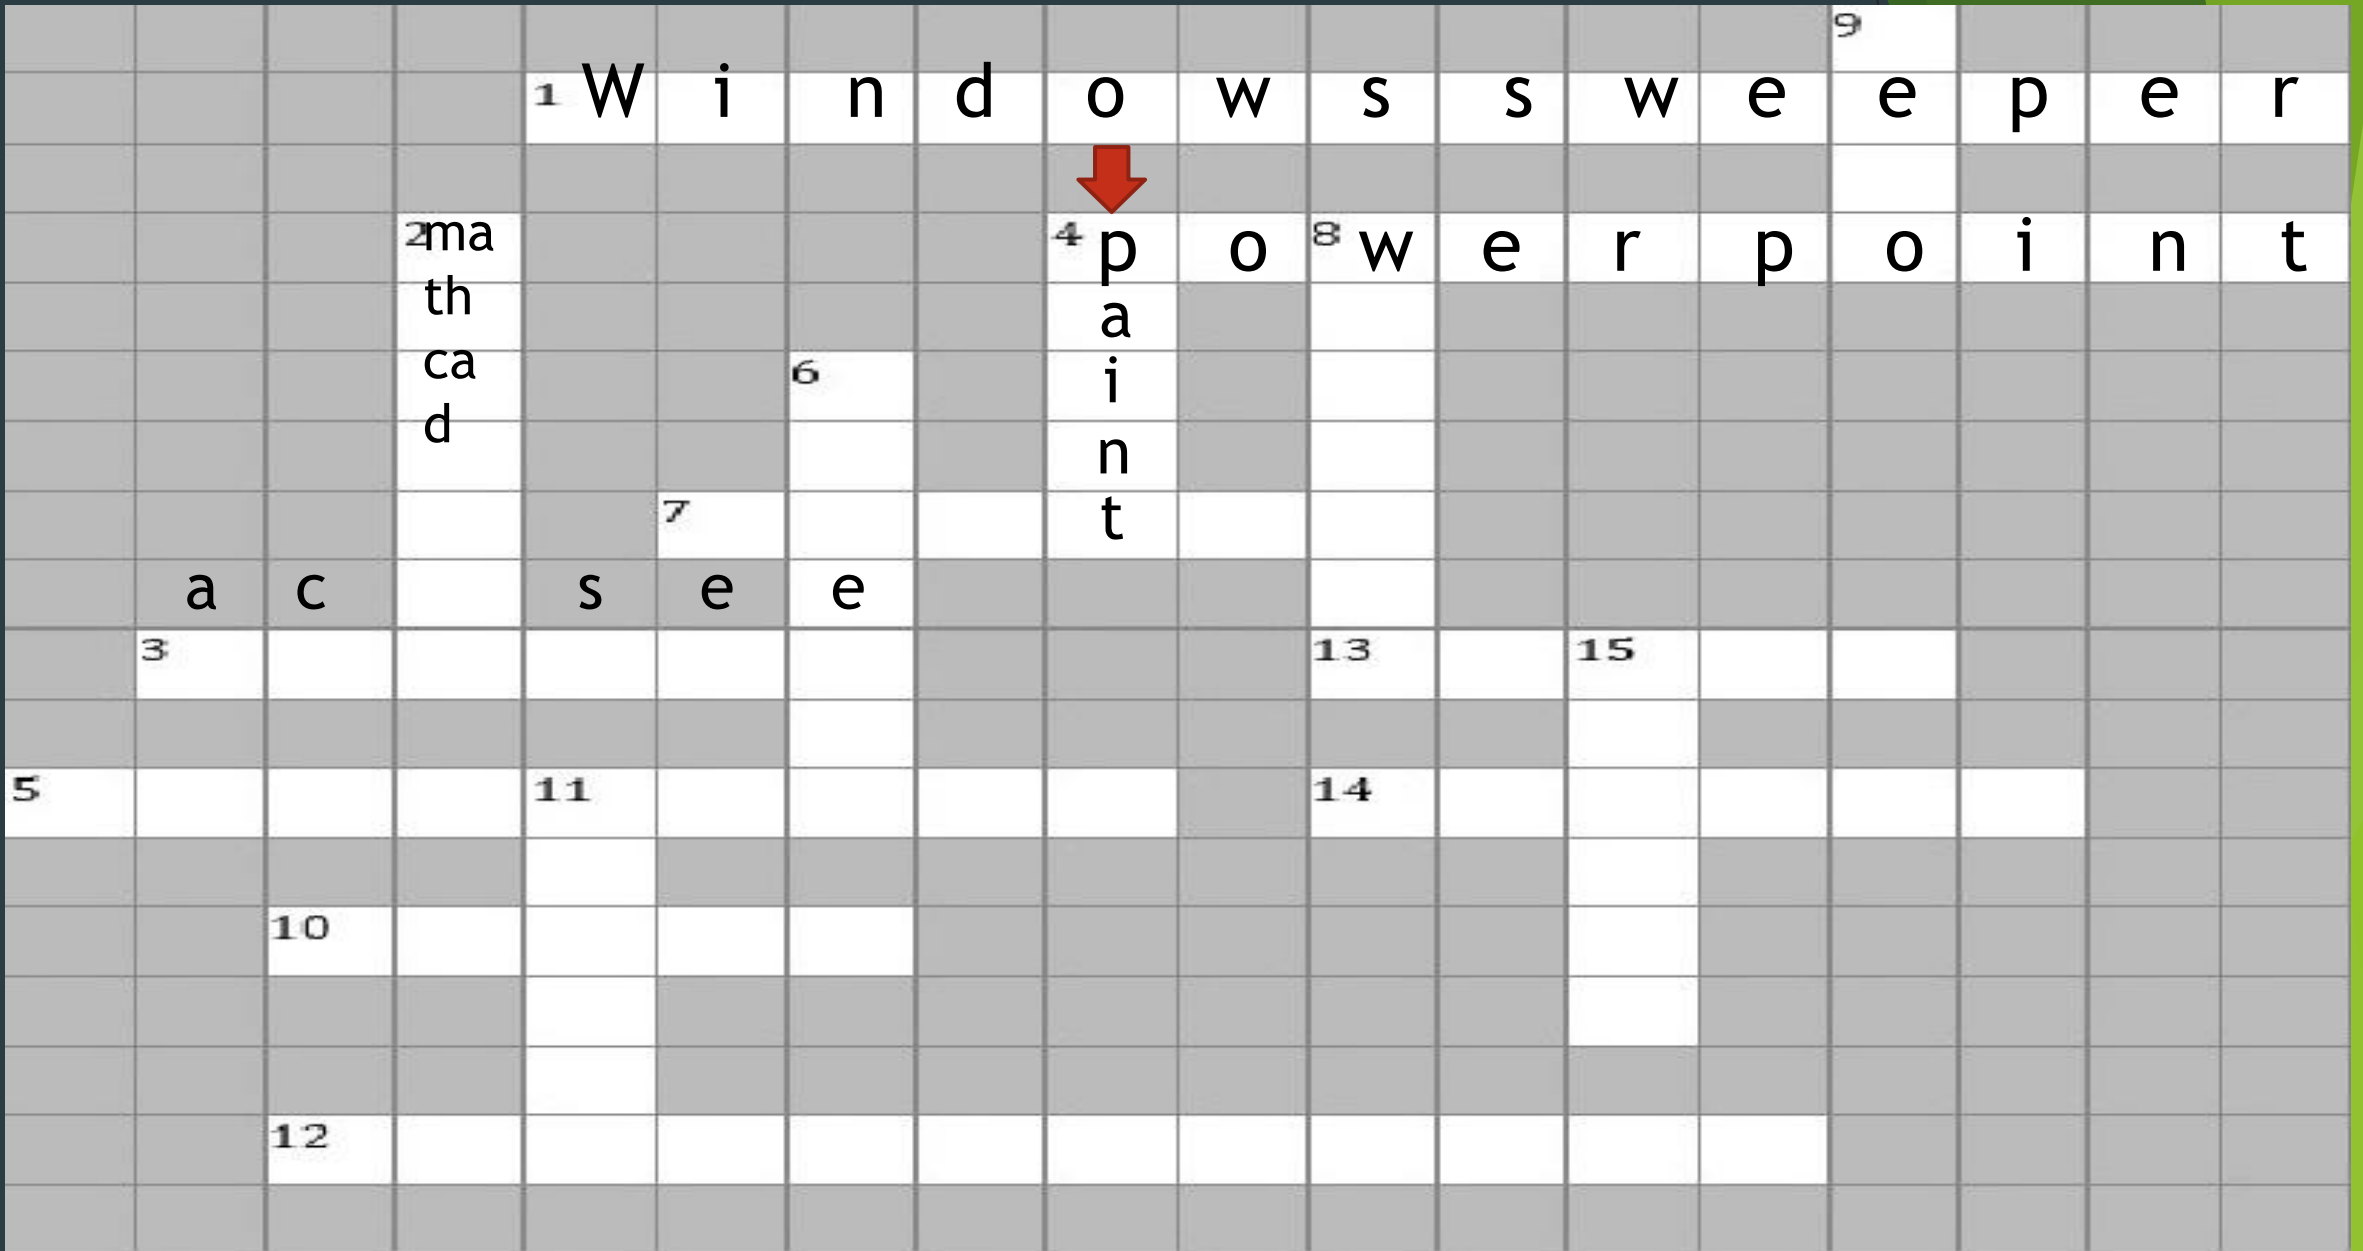 9
1 W i n d o w s s w e e p e r
2 ma 4 p o 8 w e r p o i n t
th a
ca 6 i
d n
7 t
a c s e e
3 13 15
5 11 14
10
12